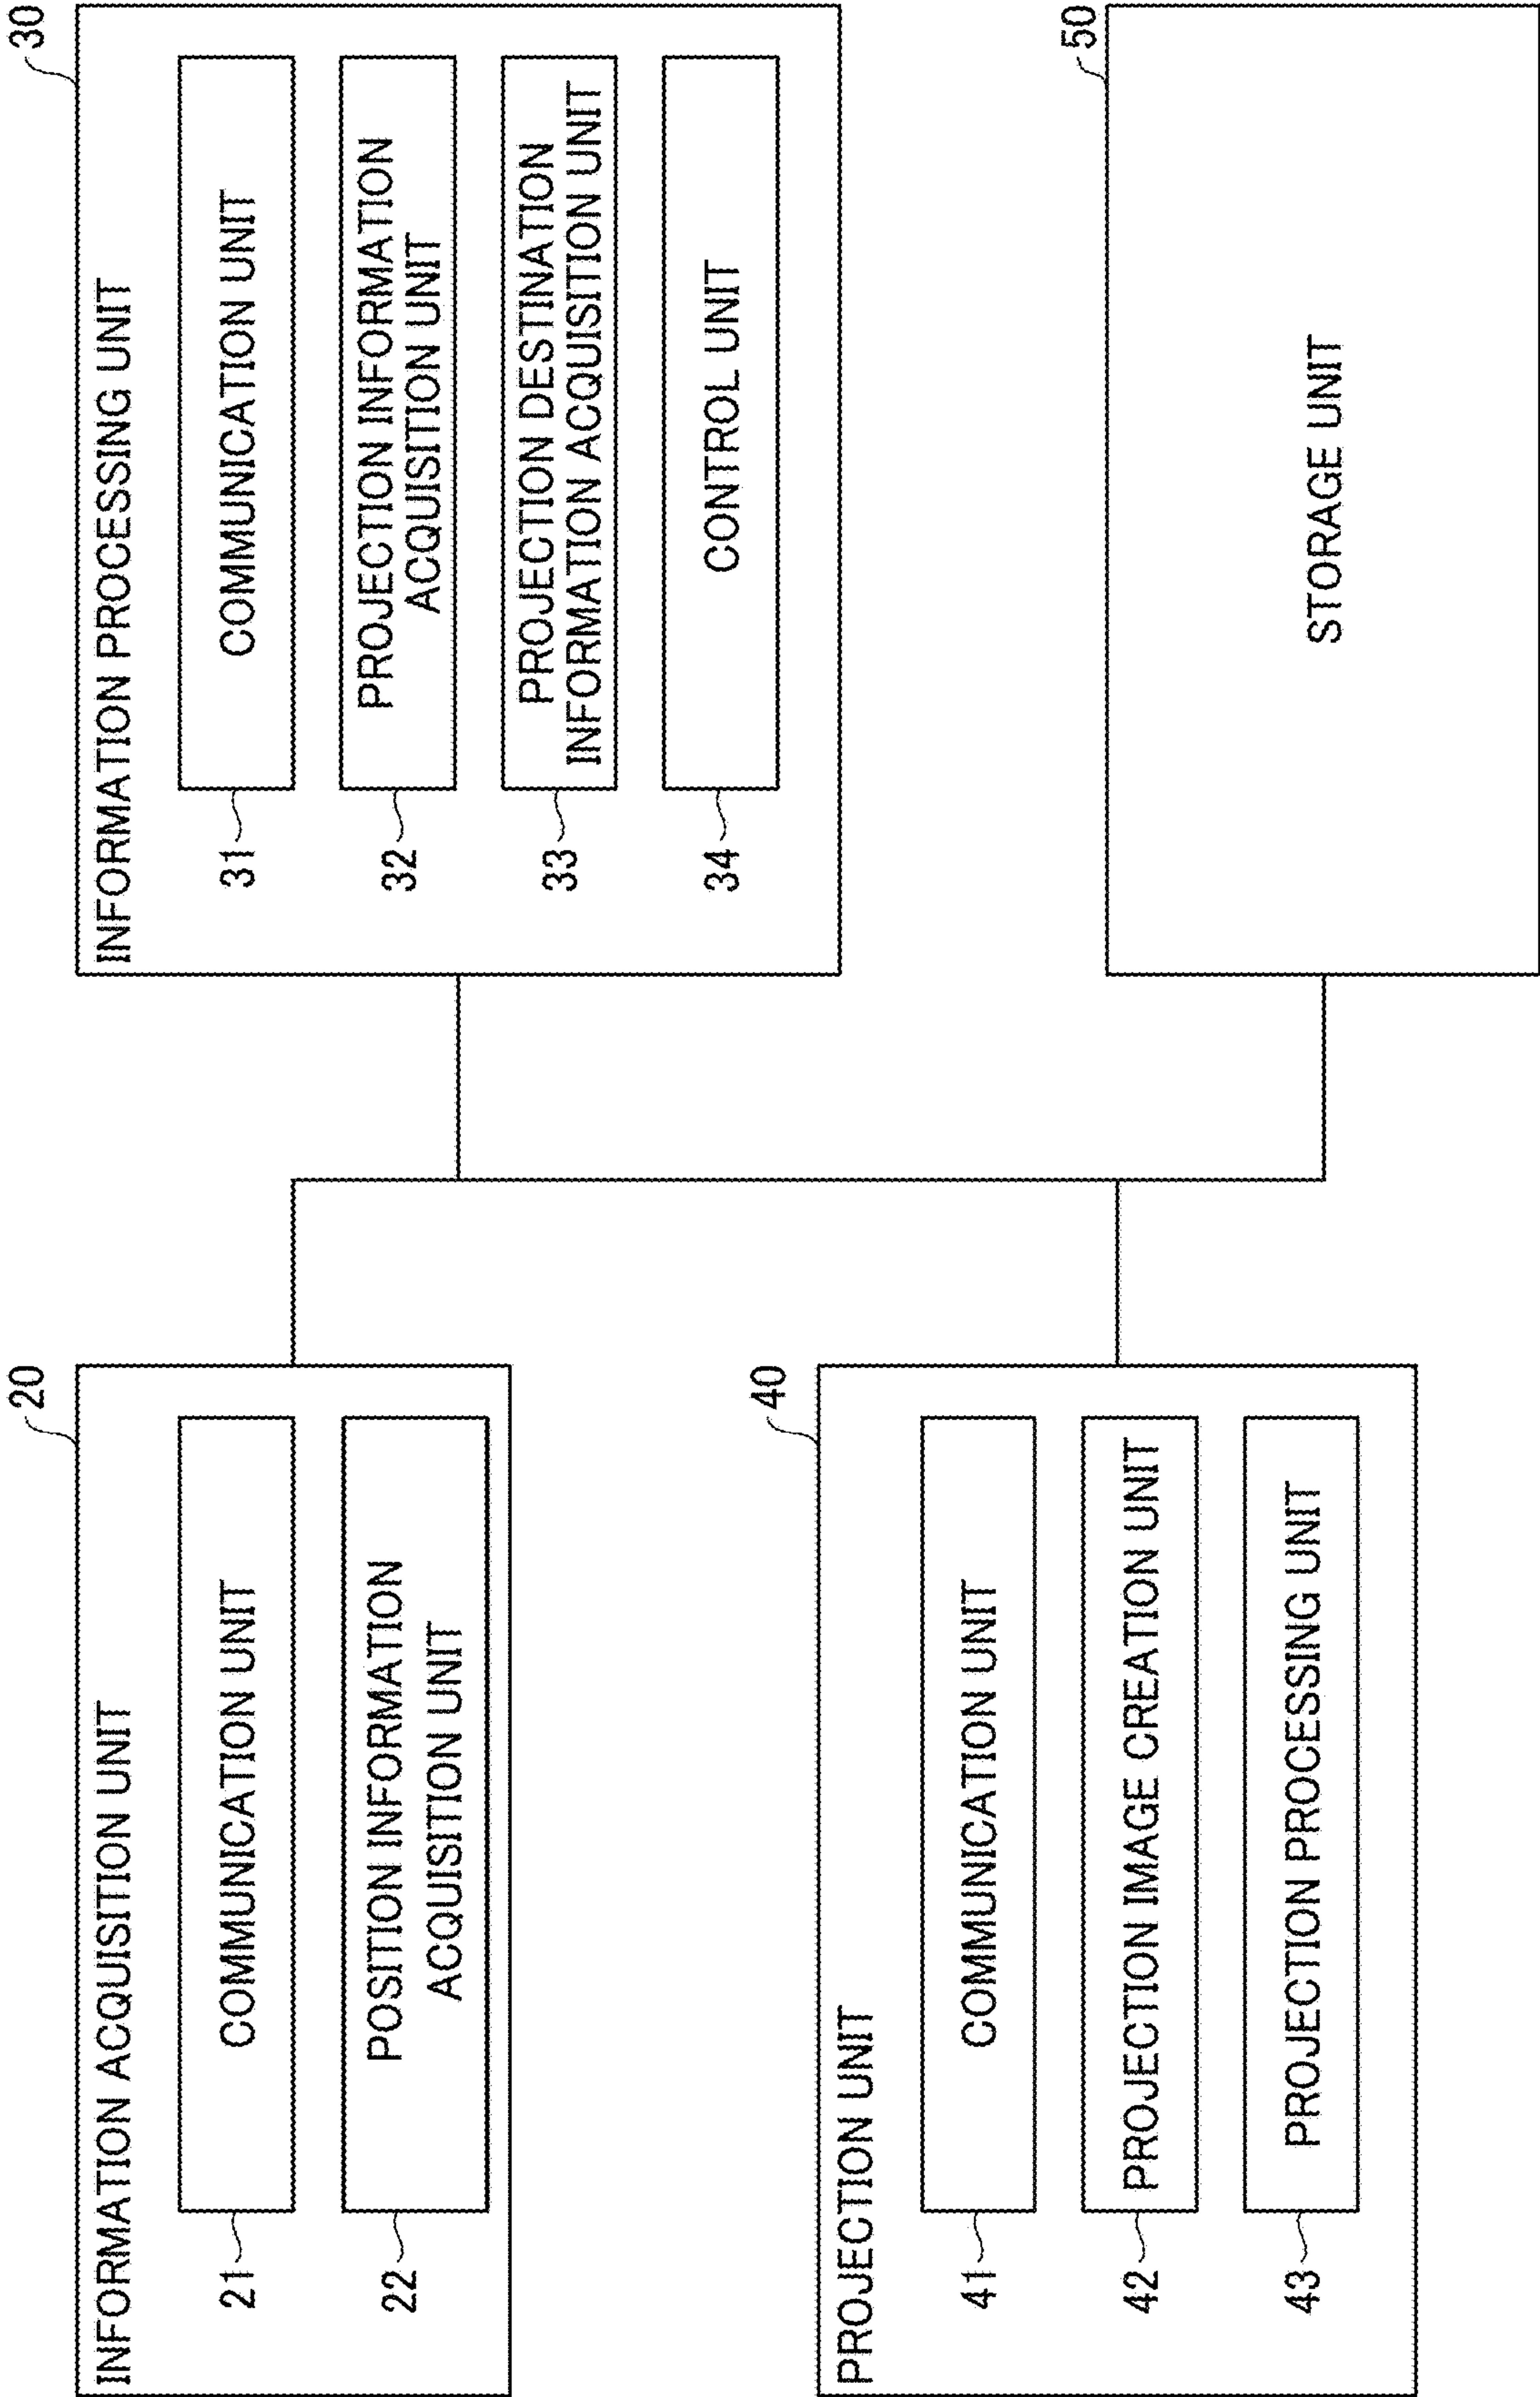 20
INFORMATION ACQUISITION UNIT
21
COMMUNICATION UNIT
22
POSITION INFORMATION
ACQUISITION UNIT
30
INFORMATION PROCESSING UNIT
31
COMMUNICATION UNIT
32
PROJECTION INFORMATION
ACQUISITION UNIT
33
PROJECTION DESTINATION
INFORMATION ACQUISITION UNIT
34
CONTROL UNIT
40
PROJECTION UNIT
41
COMMUNICATION UNIT
42
PROJECTION IMAGE CREATION UNIT
43
PROJECTION PROCESSING UNIT
50
STORAGE UNIT